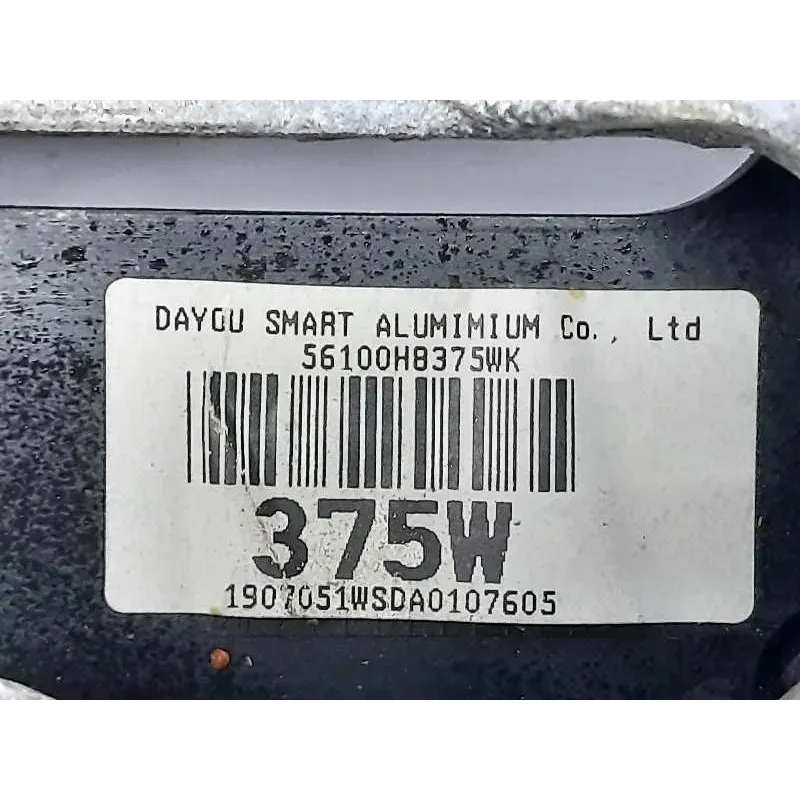 DAYOU SMART ALUMIMIUM Co., Ltd
56100H8375WK
375W
1907051WSDA0107605